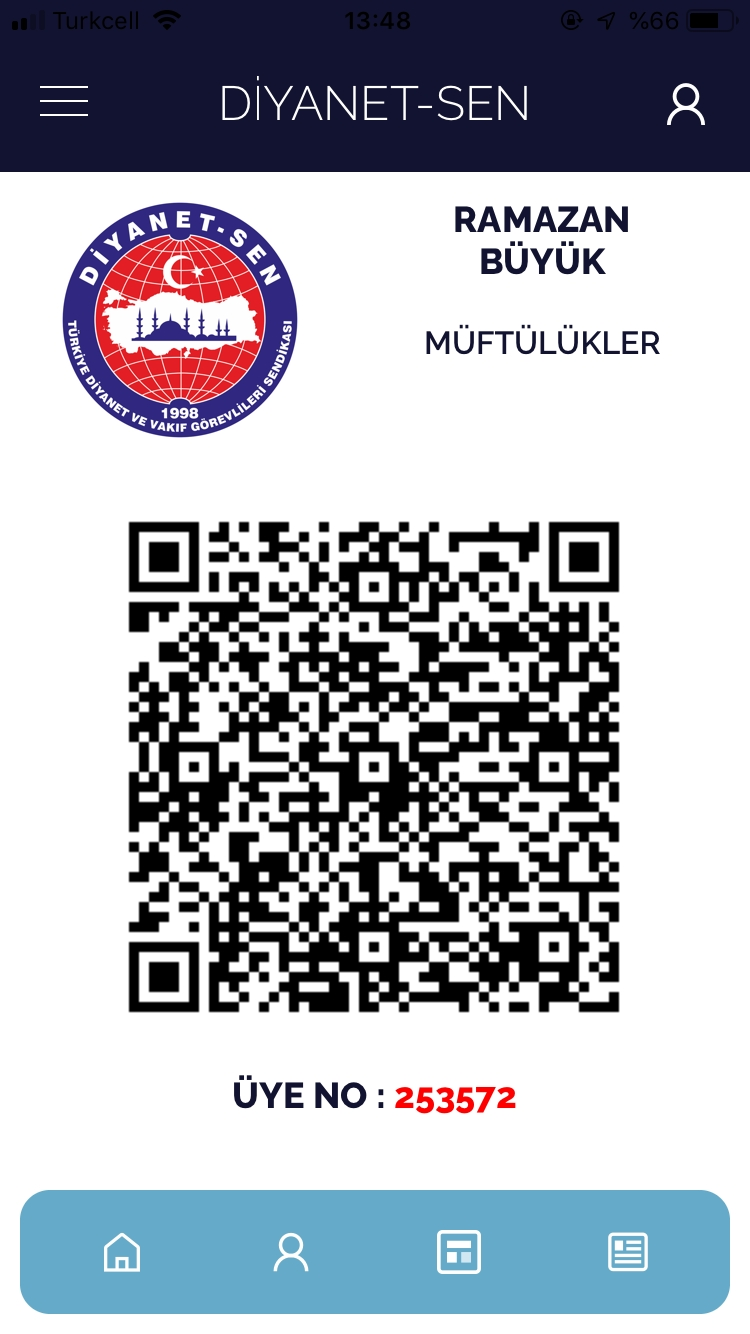 Turkcell 13:48 %66
DİYANET-SEN
DİYANET-SEN
TÜRKİYE DİYANET VE VAKIF GÖREVLİLERİ SENDİKASI
1998
RAMAZAN
BÜYÜK
MÜFTÜLÜKLER
ÜYE NO : 253572